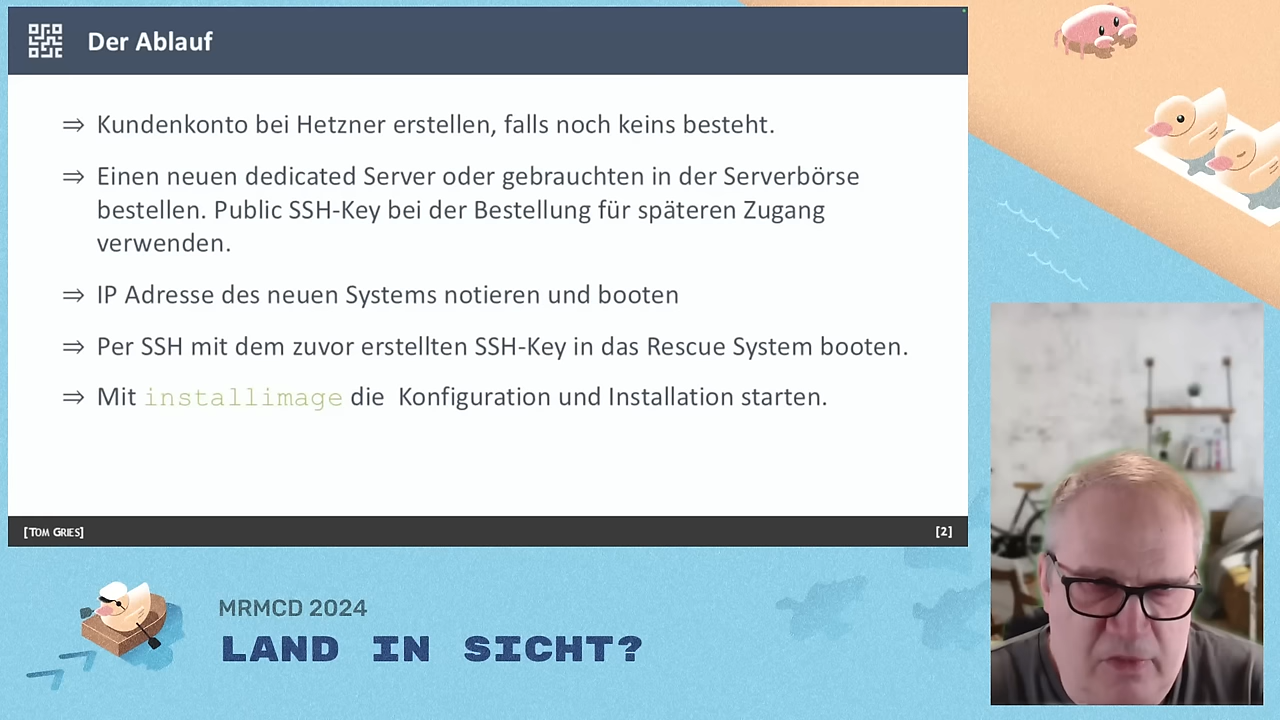 Der Ablauf
⇒ Kundenkonto bei Hetzner erstellen, falls noch keins besteht.
⇒ Einen neuen dedicated Server oder gebrauchten in der Serverbörse
bestellen. Public SSH-Key bei der Bestellung für späteren Zugang
verwenden.
⇒ IP Adresse des neuen Systems notieren und booten
⇒ Per SSH mit dem zuvor erstellten SSH-Key in das Rescue System booten.
⇒ Mit installimage die  Konfiguration und Installation starten.
[Tom Gries]
[2]
MRMCD 2024
LAND IN SICHT?